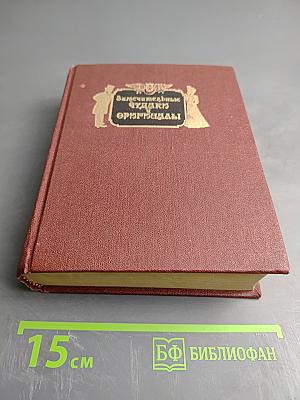 Замечательные
чудаки
и
оригиналы
15 см
БФ БИБЛИОФАН